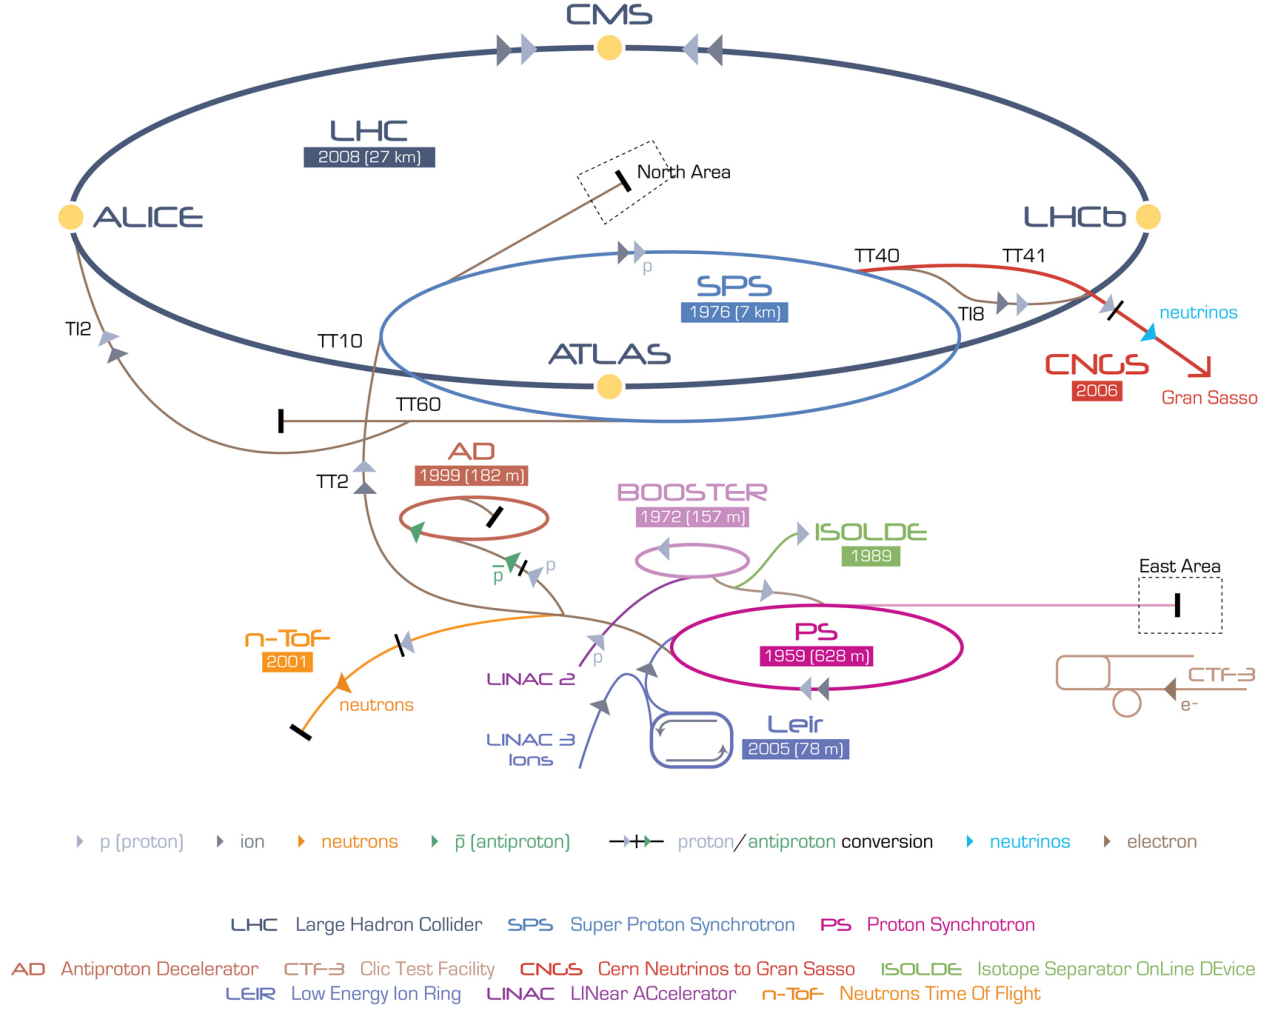 CMS
LHC
2008 (27 km)
North Area
ALICE
LHCb
TT40
TT41
p
SPS
1976 (7 km)
TI8
neutrinos
TI2
TT10
ATLAS
CNGS
2006
Gran Sasso
TT60
AD
1999 (182 m)
TT2
BOOSTER
1972 (157 m)
ISOLDE
1989
p
p̄
East Area
n-ToF
2001
PS
1959 (628 m)
p
LINAC 2
neutrons
CTF-3
e-
LINAC 3
Ions
Leir
2005 (78 m)
p (proton)
ion
neutrons
p̄ (antiproton)
proton/antiproton conversion
neutrinos
electron
LHC Large Hadron Collider SPS Super Proton Synchrotron PS Proton Synchrotron
AD Antiproton Decelerator CTF-3 Clic Test Facility CNGS Cern Neutrinos to Gran Sasso ISOLDE Isotope Separator OnLine DEvice
LEIR Low Energy Ion Ring LINAC LINear ACcelerator n-ToF Neutrons Time Of Flight